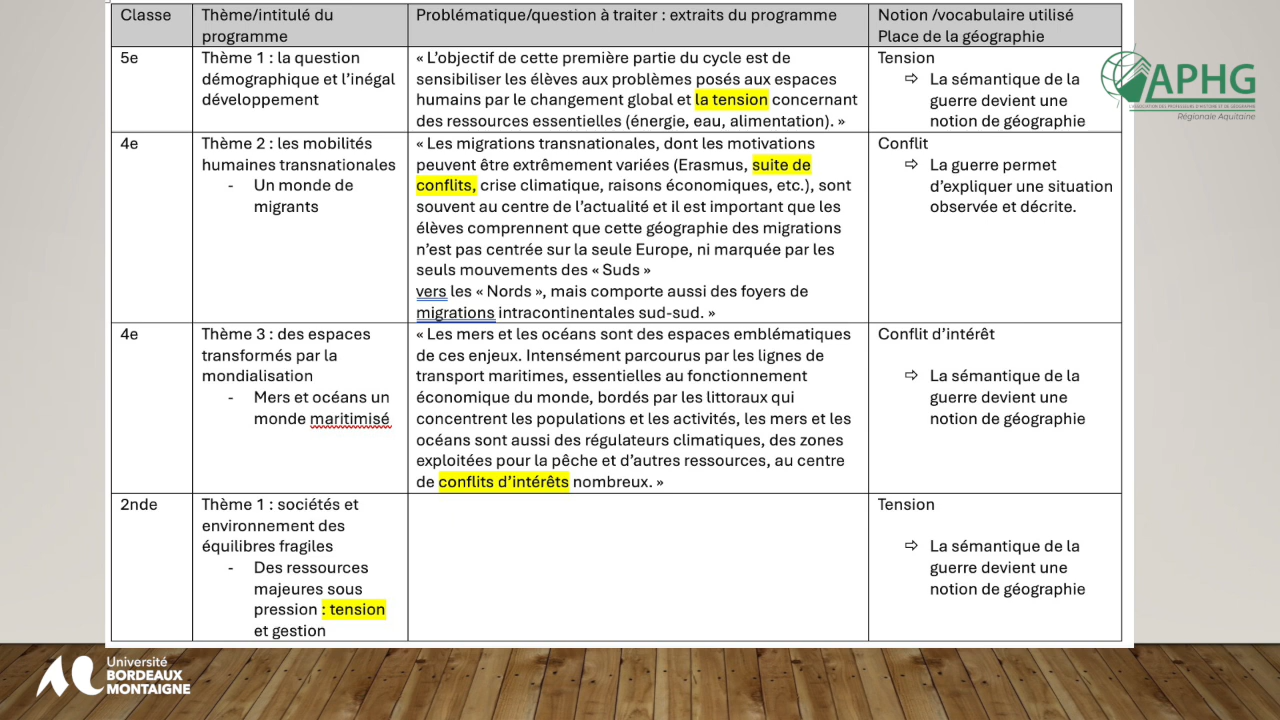 Classe
Thème/intitulé du
programme
Problématique/question à traiter : extraits du programme
Notion /vocabulaire utilisé
Place de la géographie
5e
Thème 1 : la question
démographique et l’inégal
développement
« L’objectif de cette première partie du cycle est de
sensibiliser les élèves aux problèmes posés aux espaces
humains par le changement global et la tension concernant
des ressources essentielles (énergie, eau, alimentation). »
Tension
⇨ La sémantique de la
guerre devient une
notion de géographie
4e
Thème 2 : les mobilités
humaines transnationales
- Un monde de
migrants
« Les migrations transnationales, dont les motivations
peuvent être extrêmement variées (Erasmus, suite de
conflits, crise climatique, raisons économiques, etc.), sont
souvent au centre de l’actualité et il est important que les
élèves comprennent que cette géographie des migrations
n’est pas centrée sur la seule Europe, ni marquée par les
seuls mouvements des « Suds »
vers les « Nords », mais comporte aussi des foyers de
migrations intracontinentales sud-sud. »
Conflit
⇨ La guerre permet
d’expliquer une situation
observée et décrite.
4e
Thème 3 : des espaces
transformés par la
mondialisation
- Mers et océans un
monde maritimisé
« Les mers et les océans sont des espaces emblématiques
de ces enjeux. Intensément parcourus par les lignes de
transport maritimes, essentielles au fonctionnement
économique du monde, bordés par les littoraux qui
concentrent les populations et les activités, les mers et les
océans sont aussi des régulateurs climatiques, des zones
exploitées pour la pêche et d’autres ressources, au centre
de conflits d’intérêts nombreux. »
Conflit d’intérêt
⇨ La sémantique de la
guerre devient une
notion de géographie
2nde
Thème 1 : sociétés et
environnement des
équilibres fragiles
- Des ressources
majeures sous
pression : tension
et gestion
Tension
⇨ La sémantique de la
guerre devient une
notion de géographie
APHG
L'ASSOCIATION DES PROFESSEURS D'HISTOIRE ET DE GÉOGRAPHIE
Régionale Aquitaine
Université
BORDEAUX
MONTAIGNE